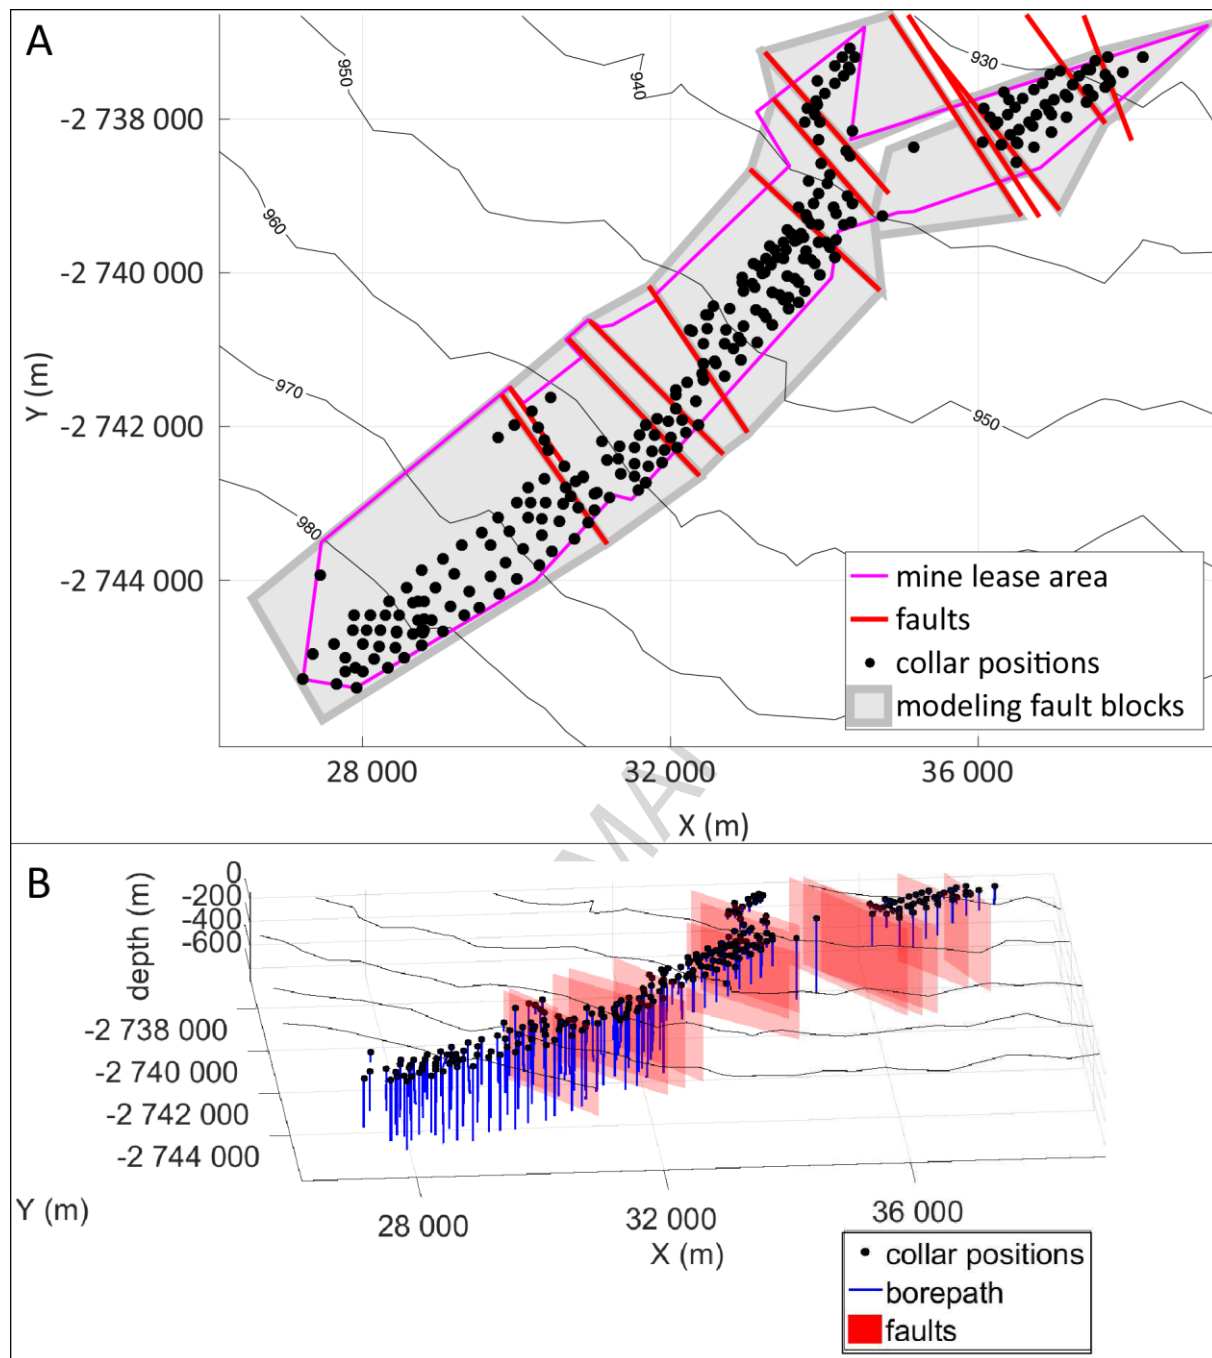 A
950
940
930
-2 738 000
960
-2 740 000
Y (m)
970
950
-2 742 000
980
-2 744 000
mine lease area
faults
collar positions
modeling fault blocks
28 000
32 000
36 000
X (m)
MA
B
0
-200
-400
-600
depth (m)
-2 738 000
-2 740 000
-2 742 000
-2 744 000
Y (m)
28 000
32 000
36 000
X (m)
collar positions
borepath
faults